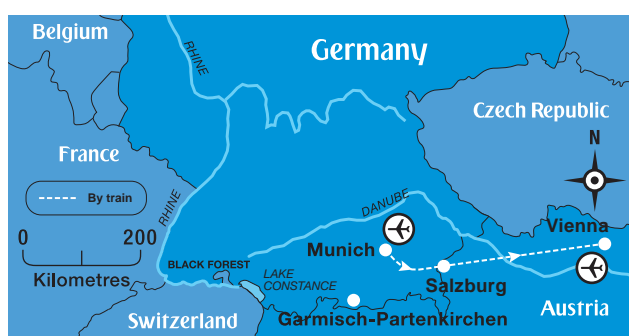 Belgium
RHINE
Germany
Czech Republic
France
N
By train
RHINE
DANUBE
0 200
Kilometres
Munich
Vienna
BLACK FOREST
LAKE
CONSTANCE
Salzburg
Switzerland
Garmisch-Partenkirchen
Austria